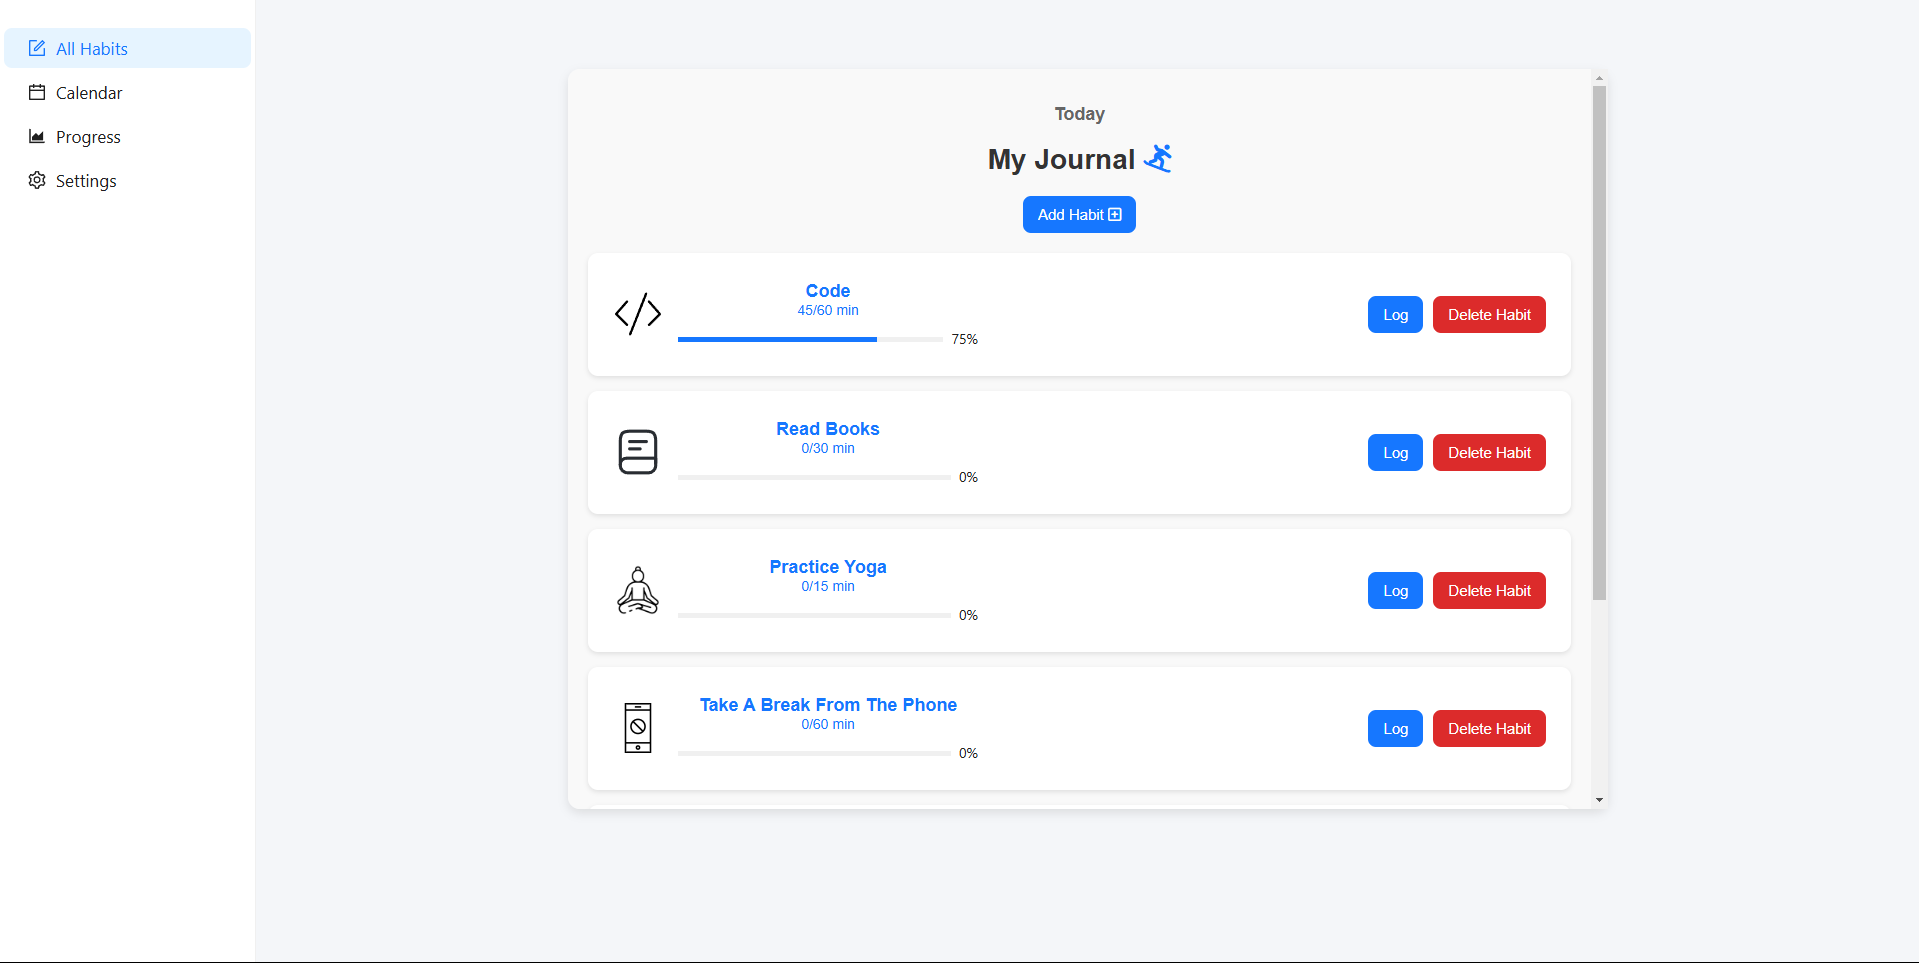 All Habits
Calendar
Progress
Settings
Today
My Journal
Add Habit
Code
45/60 min
75%
Log
Delete Habit
Read Books
0/30 min
0%
Log
Delete Habit
Practice Yoga
0/15 min
0%
Log
Delete Habit
Take A Break From The Phone
0/60 min
0%
Log
Delete Habit